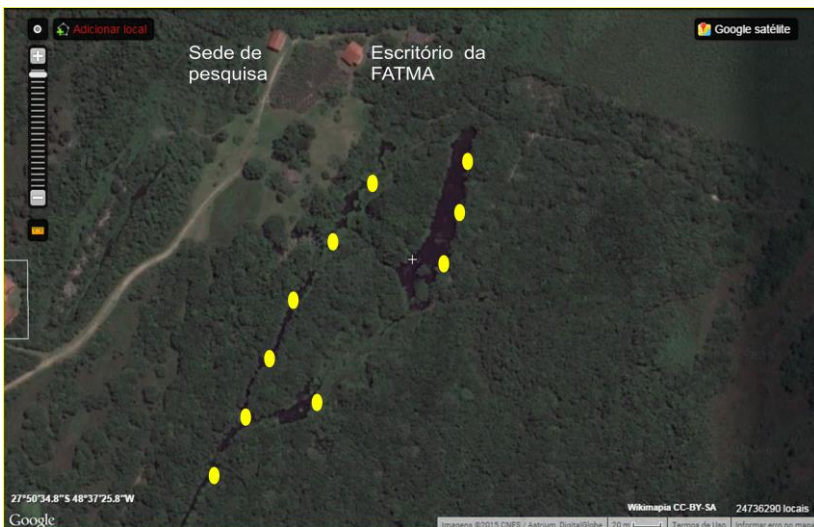 Adicionar local
Google satélite
Sede de
pesquisa
Escritório da
FATMA
27°50'34.8"S 48°37'25.8"W
Wikimapia CC-BY-SA
24736290 locais
Google
Imagens ©2015 CNES / Astrium, DigitalGlobe
20 m
Termos de Uso
Informar erro no mapa